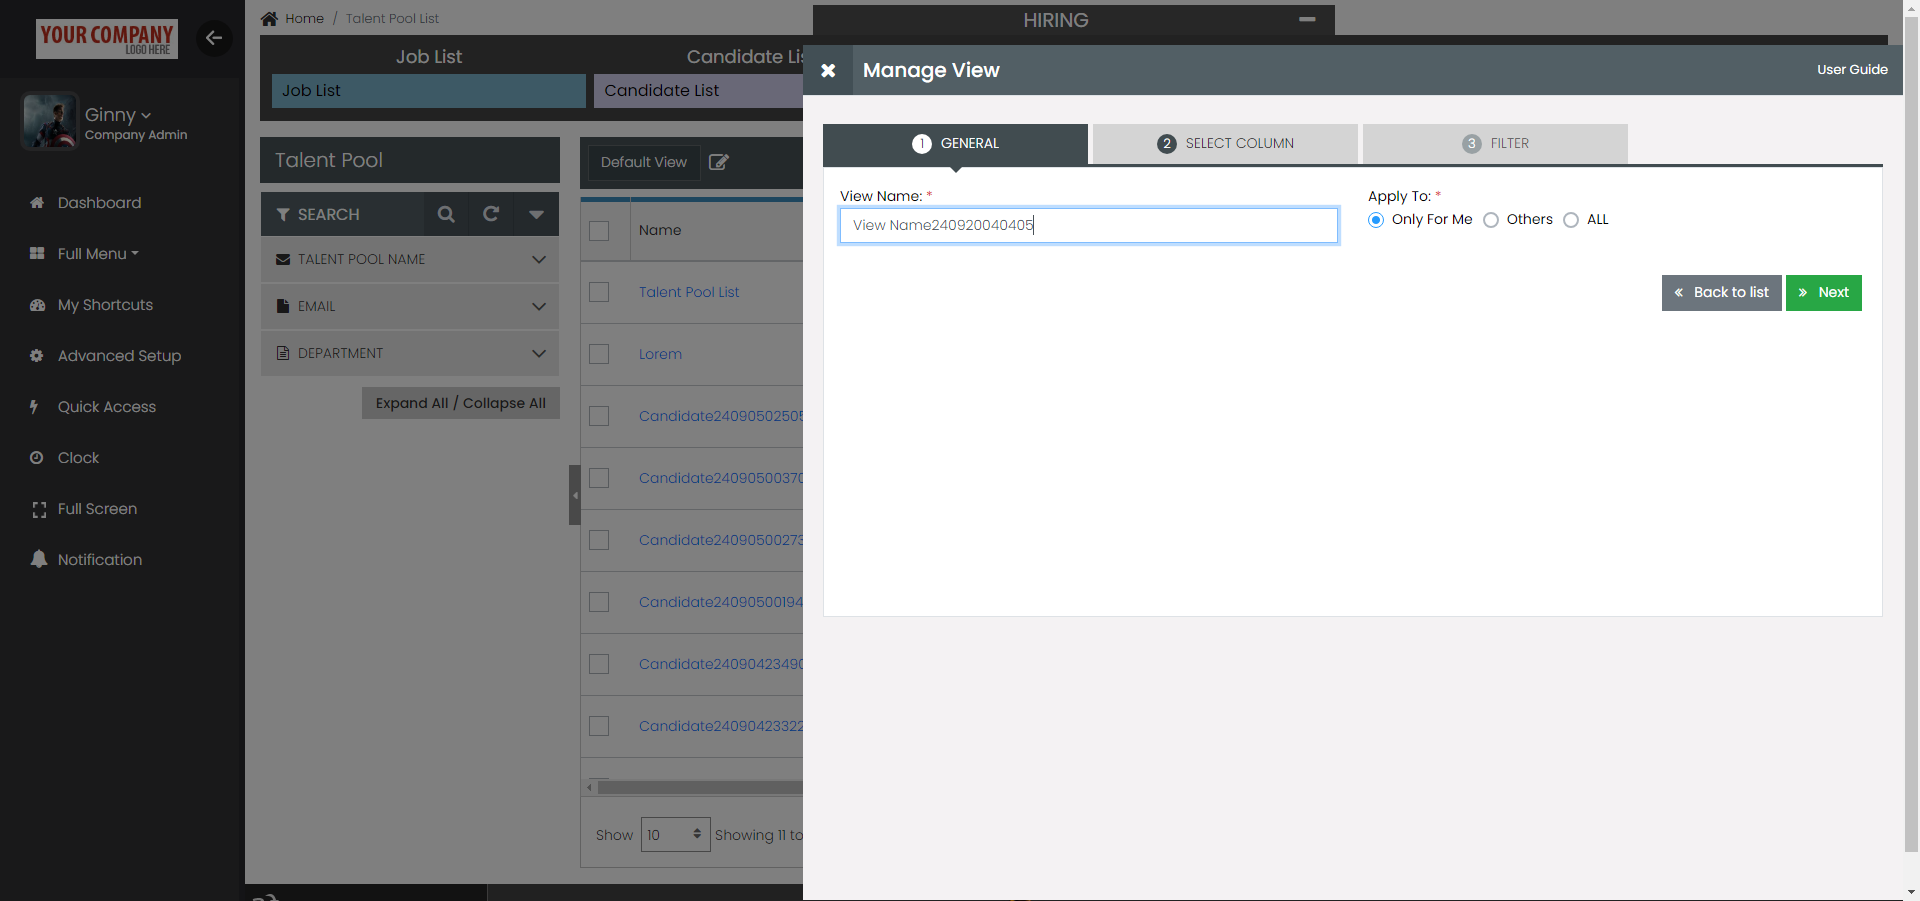 YOUR COMPANY
LOGO HERE
Ginny
Company Admin
Dashboard
Full Menu
My Shortcuts
Advanced Setup
Quick Access
Clock
Full Screen
Notification
Home / Talent Pool List
HIRING
Job List
Candidate Lis
Job List
Candidate List
Talent Pool
SEARCH
TALENT POOL NAME
EMAIL
DEPARTMENT
Expand All / Collapse All
Default View
Name
Talent Pool List
Lorem
Candidate2409050250
Candidate24090500370
Candidate24090500273
Candidate24090500194
Candidate24090423490
Candidate24090423322
Show 10 Showing 11 to
Manage View
User Guide
1 GENERAL
2 SELECT COLUMN
3 FILTER
View Name: *
View Name240920040405
Apply To: *
Only For Me Others ALL
« Back to list
» Next